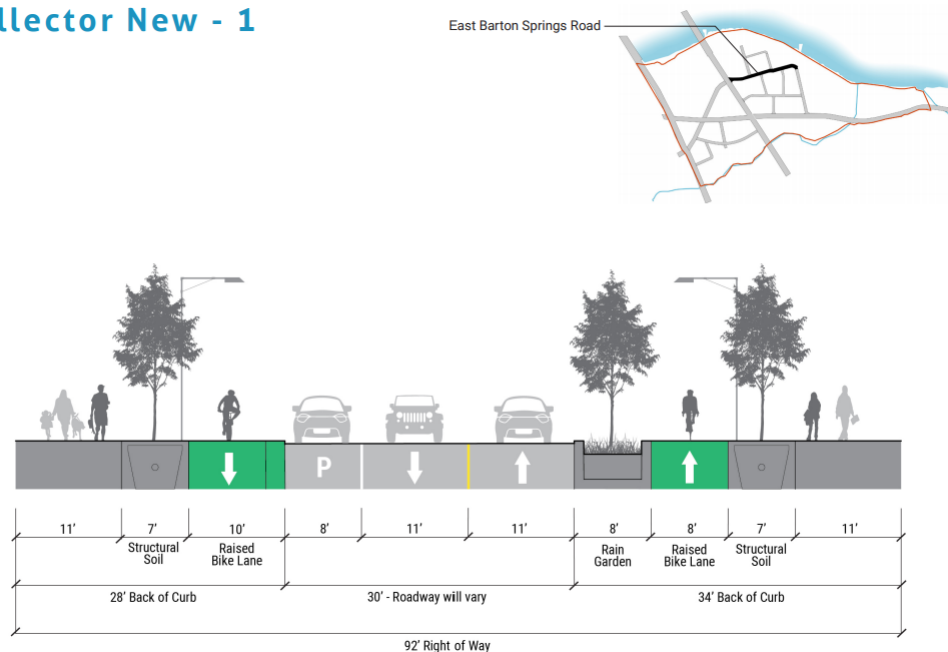 llector New - 1
East Barton Springs Road
P
11'
7'
10'
8'
11'
11'
8'
8'
7'
11'
Structural
Soil
Raised
Bike Lane
Rain
Garden
Raised
Bike Lane
Structural
Soil
28' Back of Curb
30' - Roadway will vary
34' Back of Curb
92' Right of Way